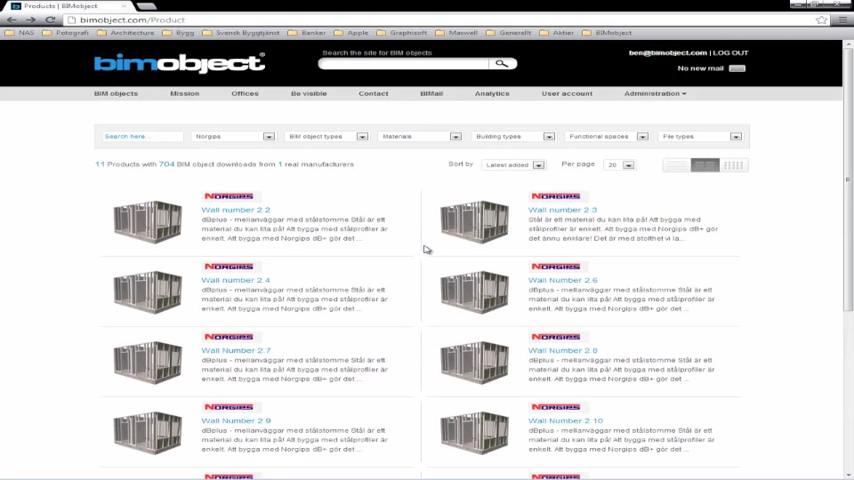 Products | BIMobject
bimobject.com/Product
NAS Fotografi Architecture Bygg Svensk Byggtjänst Banker Apple Graphisoft Maxwell Generellt Aktier BIMobject
Search the site for BIM objects
ben@bimobject.com | LOG OUT
bimobject
No new mail
BIM objects Mission Offices Be visible Contact BIMail Analytics User account Administration
Search here... Norgips BIM object types Materials Building types Functional spaces File types
11 Products with 704 BIM object downloads from 1 real manufacturers
Sort by Latest added Per page 20
NORGIPS
Wall number 2.2
dBplus - mellanväggar med stålstomme Stål är ett
material du kan lita på! Att bygga med stålprofiler är
enkelt. Att bygga med Norgips dB+ gör det ...
NORGIPS
Wall number 2.3
Stål är ett material du kan lita på! Att bygga med
stålprofiler är enkelt. Att bygga med Norgips dB+ gör
det ännu enklare! Det är med stolthet vi la...
NORGIPS
Wall number 2.4
dBplus - mellanväggar med stålstomme Stål är ett
material du kan lita på! Att bygga med stålprofiler är
enkelt. Att bygga med Norgips dB+ gör det ...
NORGIPS
Wall number 2.6
dBplus - mellanväggar med stålstomme Stål är ett
material du kan lita på! Att bygga med stålprofiler är
enkelt. Att bygga med Norgips dB+ gör det ...
NORGIPS
Wall Number 2.7
dBplus - mellanväggar med stålstomme Stål är ett
material du kan lita på! Att bygga med stålprofiler är
enkelt. Att bygga med Norgips dB+ gör det ...
NORGIPS
Wall Number 2.8
dBplus - mellanväggar med stålstomme Stål är ett
material du kan lita på! Att bygga med stålprofiler är
enkelt. Att bygga med Norgips dB+ gör det ...
NORGIPS
Wall Number 2.9
dBplus - mellanväggar med stålstomme Stål är ett
material du kan lita på! Att bygga med stålprofiler är
enkelt. Att bygga med Norgips dB+ gör det ...
NORGIPS
Wall Number 2.10
dBplus - mellanväggar med stålstomme Stål är ett
material du kan lita på! Att bygga med stålprofiler är
enkelt. Att bygga med Norgips dB+ gör det ...